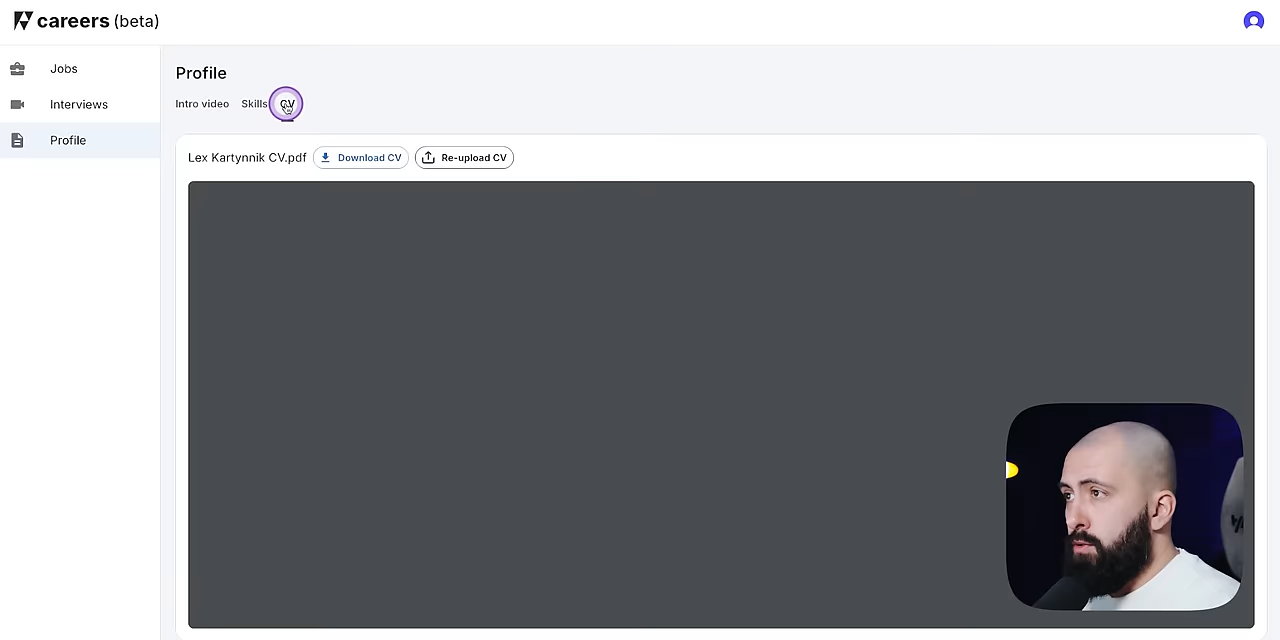 careers (beta)
Jobs
Interviews
Profile
Profile
Intro video Skills CV
Lex Kartynnik CV.pdf Download CV Re-upload CV